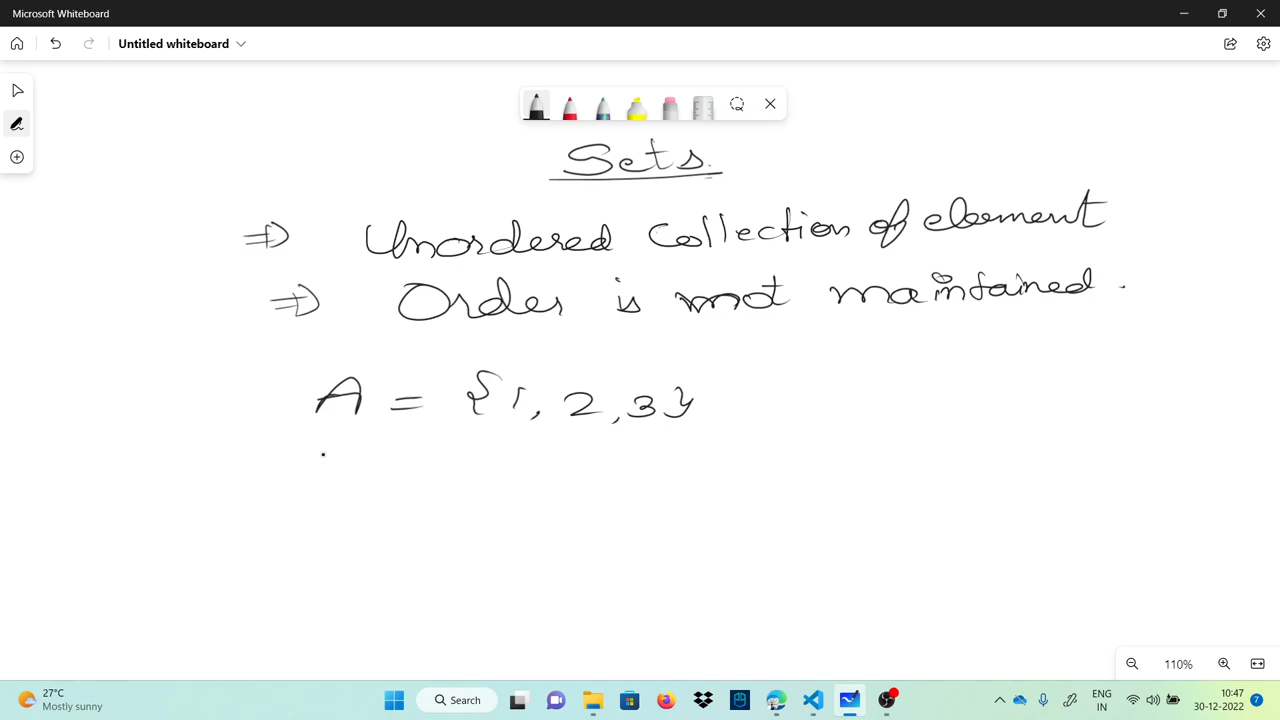 Microsoft Whiteboard
Untitled whiteboard
Sets.
⇒ Unordered Collection of element
⇒ Order is not maintained.
A = {1, 2, 3}
110%
27°C
Mostly sunny
Search
ENG
IN
10:47
30-12-2022
7